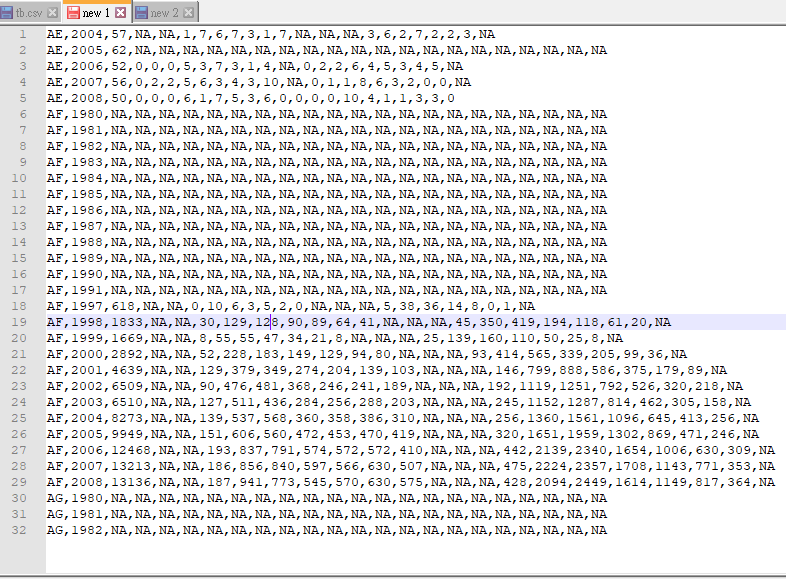 tb.csv new 1 new 2
1 AE,2004,57,NA,NA,1,7,6,7,3,1,7,NA,NA,NA,3,6,2,7,2,2,3,NA
2 AE,2005,62,NA,NA,NA,NA,NA,NA,NA,NA,NA,NA,NA,NA,NA,NA,NA,NA,NA,NA,NA,NA
3 AE,2006,52,0,0,0,5,3,7,3,1,4,NA,0,2,2,6,4,5,3,4,5,NA
4 AE,2007,56,0,2,2,5,6,3,4,3,10,NA,0,1,1,8,6,3,2,0,0,NA
5 AE,2008,50,0,0,0,6,1,7,5,3,6,0,0,0,0,10,4,1,1,3,3,0
6 AF,1980,NA,NA,NA,NA,NA,NA,NA,NA,NA,NA,NA,NA,NA,NA,NA,NA,NA,NA,NA,NA,NA
7 AF,1981,NA,NA,NA,NA,NA,NA,NA,NA,NA,NA,NA,NA,NA,NA,NA,NA,NA,NA,NA,NA,NA
8 AF,1982,NA,NA,NA,NA,NA,NA,NA,NA,NA,NA,NA,NA,NA,NA,NA,NA,NA,NA,NA,NA,NA
9 AF,1983,NA,NA,NA,NA,NA,NA,NA,NA,NA,NA,NA,NA,NA,NA,NA,NA,NA,NA,NA,NA,NA
10 AF,1984,NA,NA,NA,NA,NA,NA,NA,NA,NA,NA,NA,NA,NA,NA,NA,NA,NA,NA,NA,NA,NA
11 AF,1985,NA,NA,NA,NA,NA,NA,NA,NA,NA,NA,NA,NA,NA,NA,NA,NA,NA,NA,NA,NA,NA
12 AF,1986,NA,NA,NA,NA,NA,NA,NA,NA,NA,NA,NA,NA,NA,NA,NA,NA,NA,NA,NA,NA,NA
13 AF,1987,NA,NA,NA,NA,NA,NA,NA,NA,NA,NA,NA,NA,NA,NA,NA,NA,NA,NA,NA,NA,NA
14 AF,1988,NA,NA,NA,NA,NA,NA,NA,NA,NA,NA,NA,NA,NA,NA,NA,NA,NA,NA,NA,NA,NA
15 AF,1989,NA,NA,NA,NA,NA,NA,NA,NA,NA,NA,NA,NA,NA,NA,NA,NA,NA,NA,NA,NA,NA
16 AF,1990,NA,NA,NA,NA,NA,NA,NA,NA,NA,NA,NA,NA,NA,NA,NA,NA,NA,NA,NA,NA,NA
17 AF,1991,NA,NA,NA,NA,NA,NA,NA,NA,NA,NA,NA,NA,NA,NA,NA,NA,NA,NA,NA,NA,NA
18 AF,1997,618,NA,NA,0,10,6,3,5,2,0,NA,NA,NA,5,38,36,14,8,0,1,NA
19 AF,1998,1833,NA,NA,30,129,128,90,89,64,41,NA,NA,NA,45,350,419,194,118,61,20,NA
20 AF,1999,1669,NA,NA,8,55,55,47,34,21,8,NA,NA,NA,25,139,160,110,50,25,8,NA
21 AF,2000,2892,NA,NA,52,228,183,149,129,94,80,NA,NA,NA,93,414,565,339,205,99,36,NA
22 AF,2001,4639,NA,NA,129,379,349,274,204,139,103,NA,NA,NA,146,799,888,586,375,179,89,NA
23 AF,2002,6509,NA,NA,90,476,481,368,246,241,189,NA,NA,NA,192,1119,1251,792,526,320,218,NA
24 AF,2003,6510,NA,NA,127,511,436,284,256,288,203,NA,NA,NA,245,1152,1287,814,462,305,158,NA
25 AF,2004,8273,NA,NA,139,537,568,360,358,386,310,NA,NA,NA,256,1360,1561,1096,645,413,256,NA
26 AF,2005,9949,NA,NA,151,606,560,472,453,470,419,NA,NA,NA,320,1651,1959,1302,869,471,246,NA
27 AF,2006,12468,NA,NA,193,837,791,574,572,572,410,NA,NA,NA,442,2139,2340,1654,1006,630,309,NA
28 AF,2007,13213,NA,NA,186,856,840,597,566,630,507,NA,NA,NA,475,2224,2357,1708,1143,771,353,NA
29 AF,2008,13136,NA,NA,187,941,773,545,570,630,575,NA,NA,NA,428,2094,2449,1614,1149,817,364,NA
30 AG,1980,NA,NA,NA,NA,NA,NA,NA,NA,NA,NA,NA,NA,NA,NA,NA,NA,NA,NA,NA,NA,NA
31 AG,1981,NA,NA,NA,NA,NA,NA,NA,NA,NA,NA,NA,NA,NA,NA,NA,NA,NA,NA,NA,NA,NA
32 AG,1982,NA,NA,NA,NA,NA,NA,NA,NA,NA,NA,NA,NA,NA,NA,NA,NA,NA,NA,NA,NA,NA